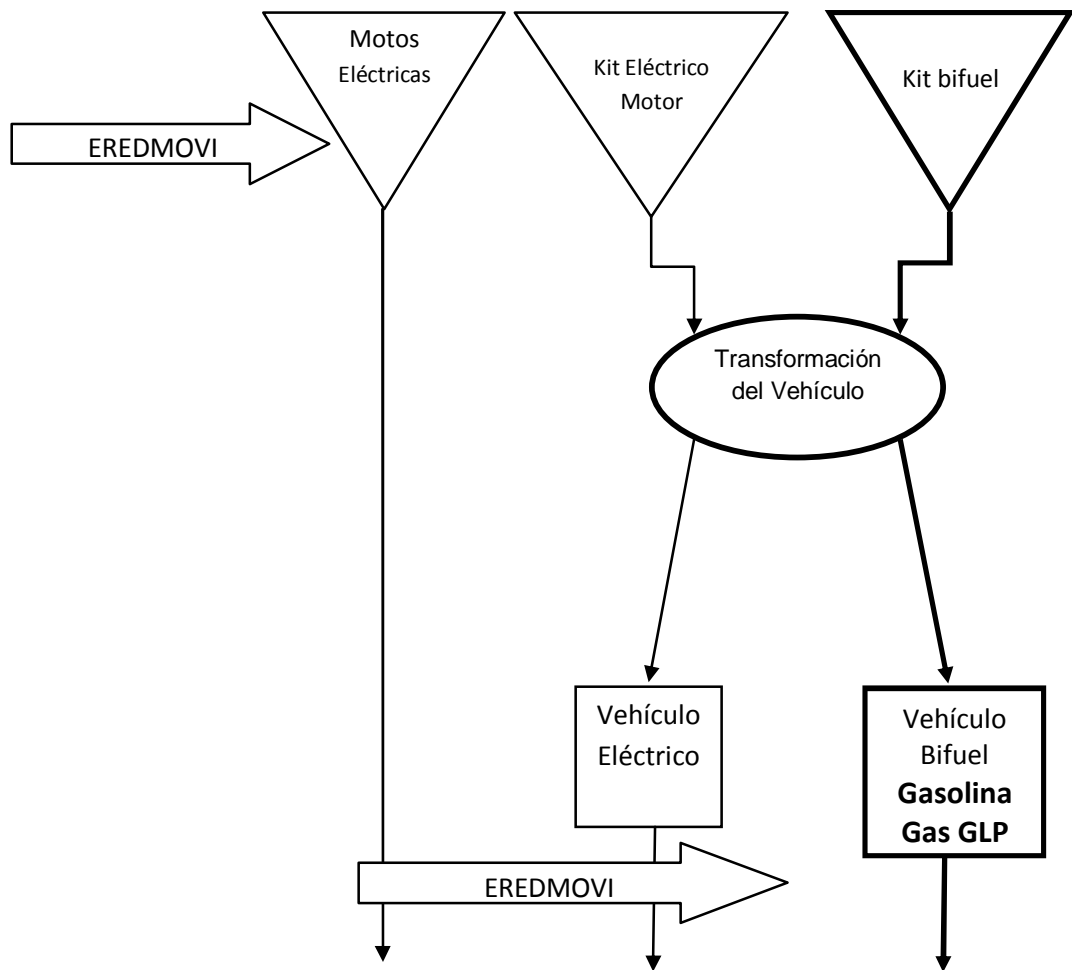 Motos
Eléctricas
Kit Eléctrico
Motor
Kit bifuel
EREDMOVI
Transformación
del Vehículo
Vehículo
Eléctrico
Vehículo
Bifuel
Gasolina
Gas GLP
EREDMOVI